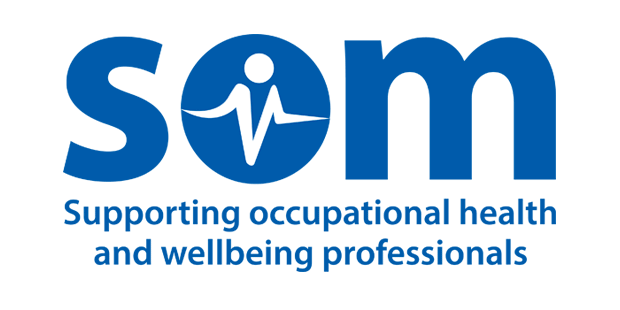 som
Supporting occupational health
and wellbeing professionals